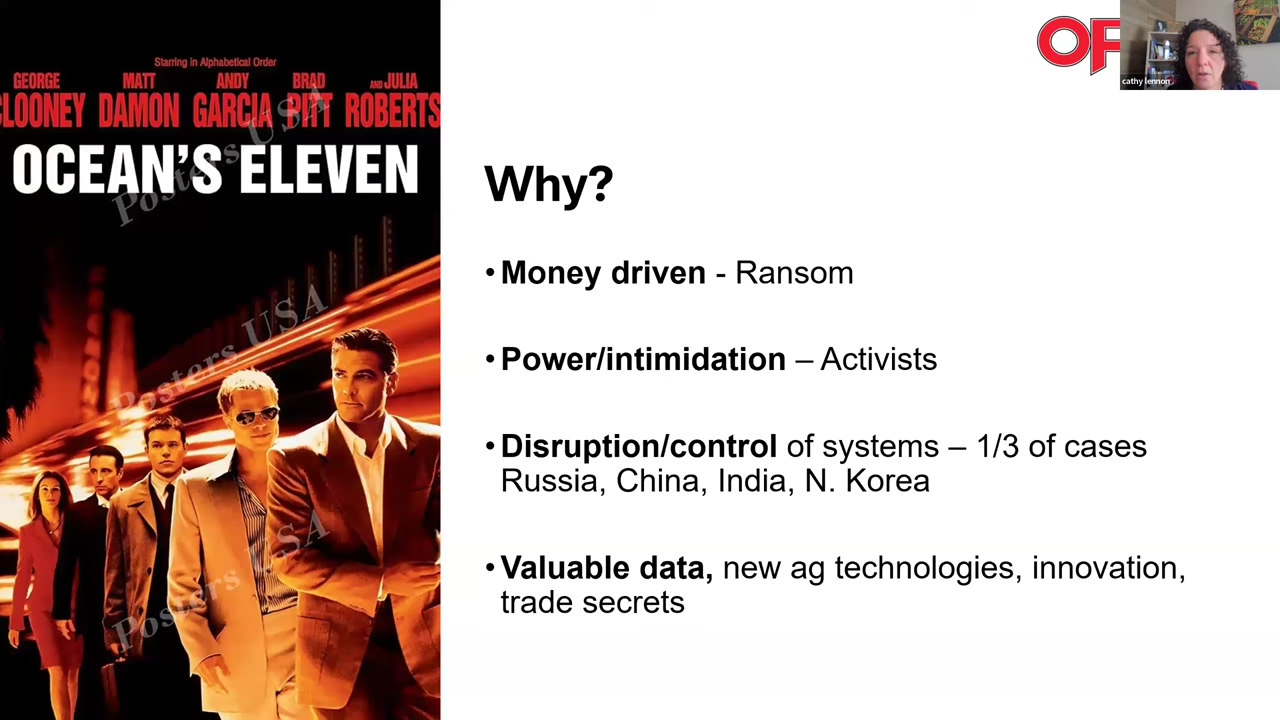 Starring in Alphabetical Order
GEORGE CLOONEY MATT DAMON ANDY GARCIA BRAD PITT AND JULIA ROBERTS
OCEAN'S ELEVEN
Posters USA
Posters USA
Posters USA
OF
cathy lennon
Why?
• Money driven - Ransom
• Power/intimidation – Activists
• Disruption/control of systems – 1/3 of cases
Russia, China, India, N. Korea
• Valuable data, new ag technologies, innovation,
trade secrets